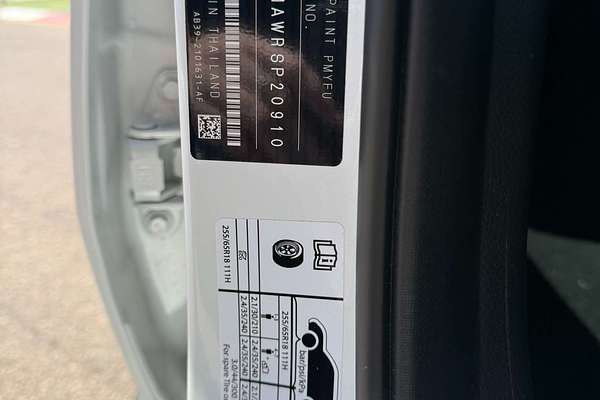 PAINT PMYFU
NO.
1AWR8P20910
IN THAILAND
AB39-2101631-AF
255/65R18 111H
255/65R18 111H
bar/psi/kPa
2.1/30/210
2.4/35/240
2.4/35/240
2.4/35/240
3.0/44/300
For spare Tire